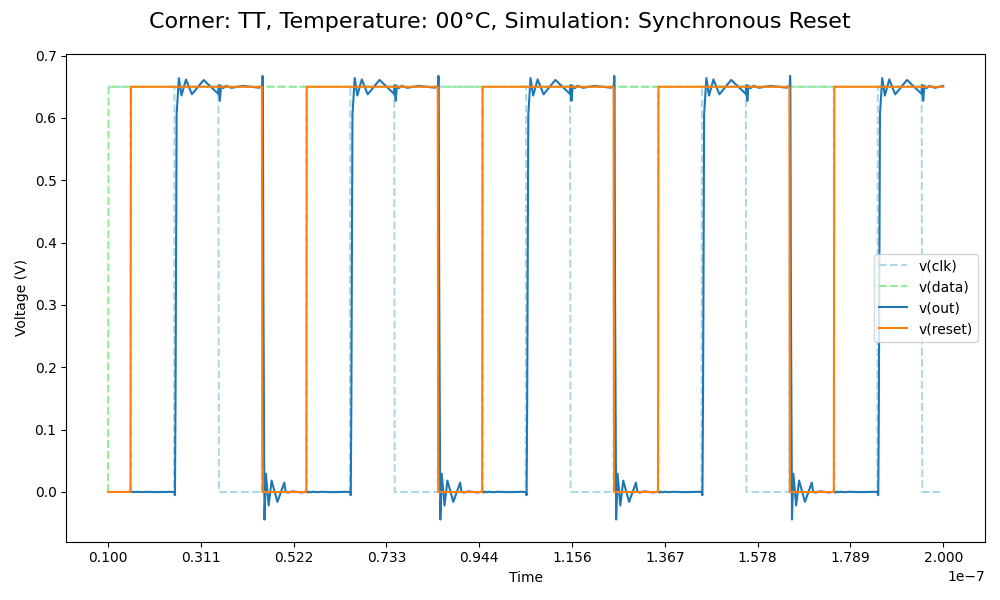 Corner: TT, Temperature: 00°C, Simulation: Synchronous Reset
0.7
0.6
0.5
0.4
0.3
0.2
0.1
0.0
Voltage (V)
v(clk)
v(data)
v(out)
v(reset)
0.100 0.311 0.522 0.733 0.944 1.156 1.367 1.578 1.789 2.000
Time
1e−7